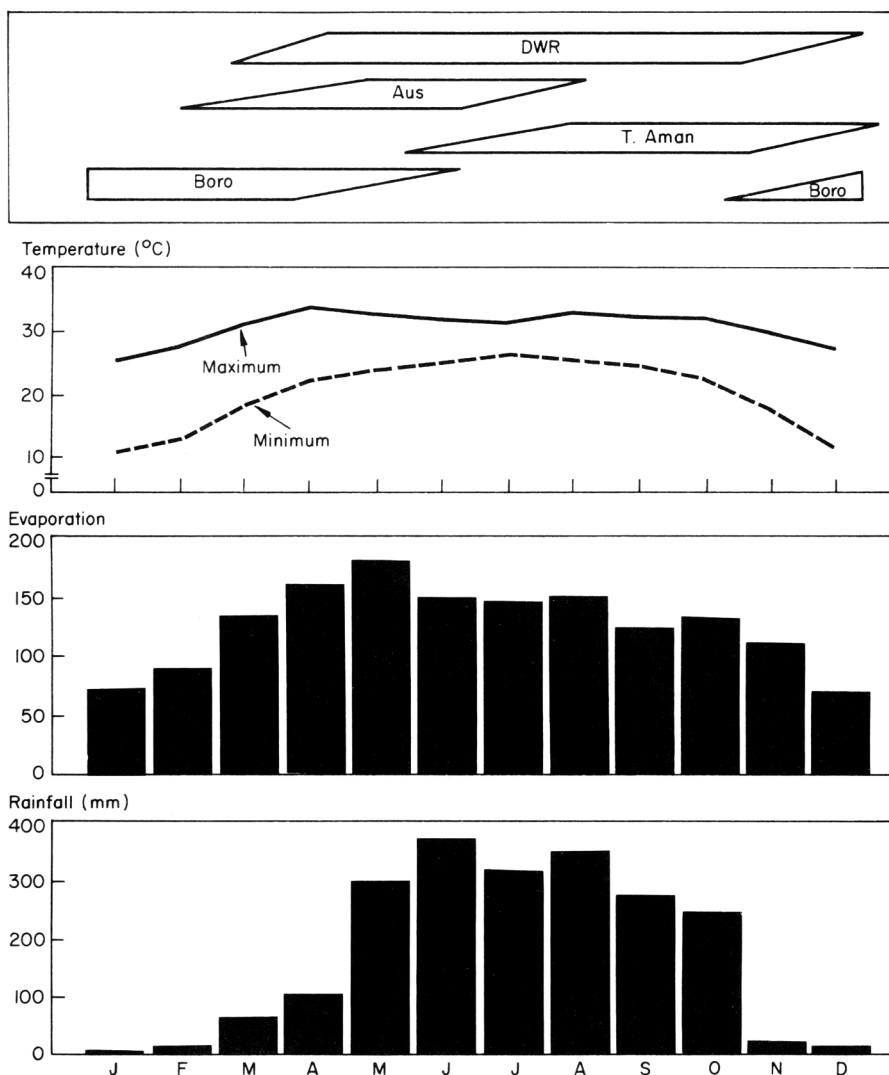 DWR
Aus
T. Aman
Boro
Boro
Temperature (°C)
40
30
20
10
0
Maximum
Minimum
Evaporation
200
150
100
50
0
Rainfall (mm)
400
300
200
100
0
J F M A M J J A S O N D